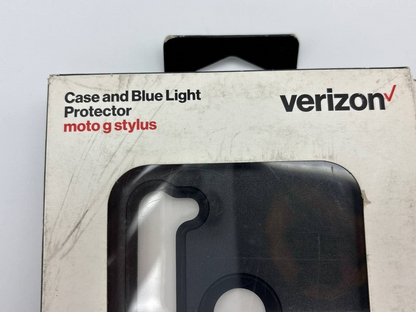 Case and Blue Light
Protector
moto g stylus
verizon✓